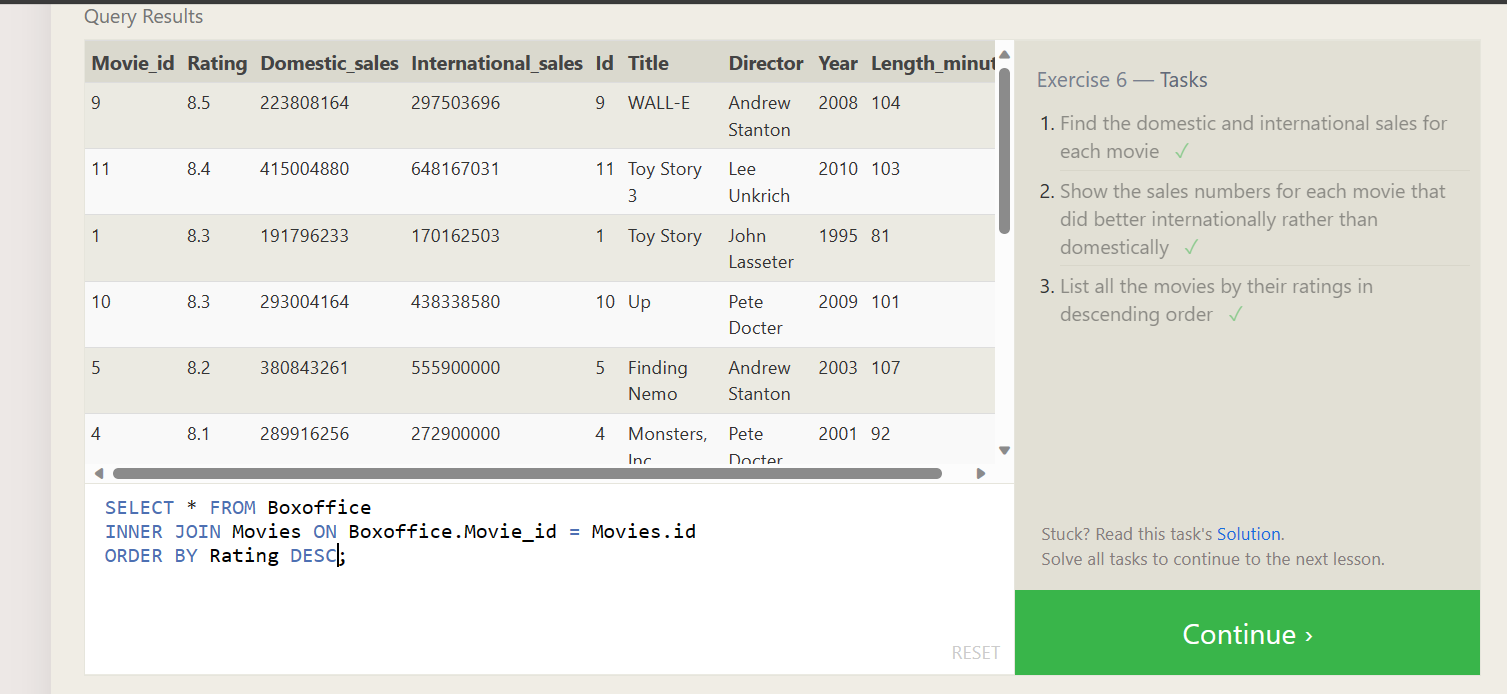 Query Results
Movie_id Rating Domestic_sales International_sales Id Title Director Year Length_minut
9 8.5 223808164 297503696 9 WALL-E Andrew Stanton 2008 104
11 8.4 415004880 648167031 11 Toy Story 3 Lee Unkrich 2010 103
1 8.3 191796233 170162503 1 Toy Story John Lasseter 1995 81
10 8.3 293004164 438338580 10 Up Pete Docter 2009 101
5 8.2 380843261 555900000 5 Finding Nemo Andrew Stanton 2003 107
4 8.1 289916256 272900000 4 Monsters, Inc. Pete Docter 2001 92
SELECT * FROM Boxoffice
INNER JOIN Movies ON Boxoffice.Movie_id = Movies.id
ORDER BY Rating DESC;
RESET
Exercise 6 — Tasks
1. Find the domestic and international sales for
each movie ✓
2. Show the sales numbers for each movie that
did better internationally rather than
domestically ✓
3. List all the movies by their ratings in
descending order ✓
Stuck? Read this task's Solution.
Solve all tasks to continue to the next lesson.
Continue ›